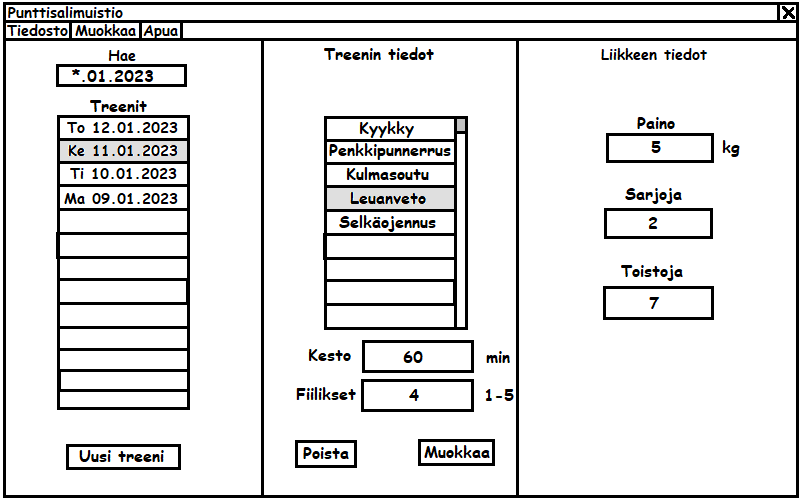 Punttisalimuistio
Tiedosto Muokkaa Apua
Hae
*.01.2023
Treenit
To 12.01.2023
Ke 11.01.2023
Ti 10.01.2023
Ma 09.01.2023
Uusi treeni
Treenin tiedot
Kyykky
Penkkipunnerrus
Kulmasoutu
Leuanveto
Selkäojennus
Kesto 60 min
Fiilikset 4 1-5
Poista Muokkaa
Liikkeen tiedot
Paino
5 kg
Sarjoja
2
Toistoja
7